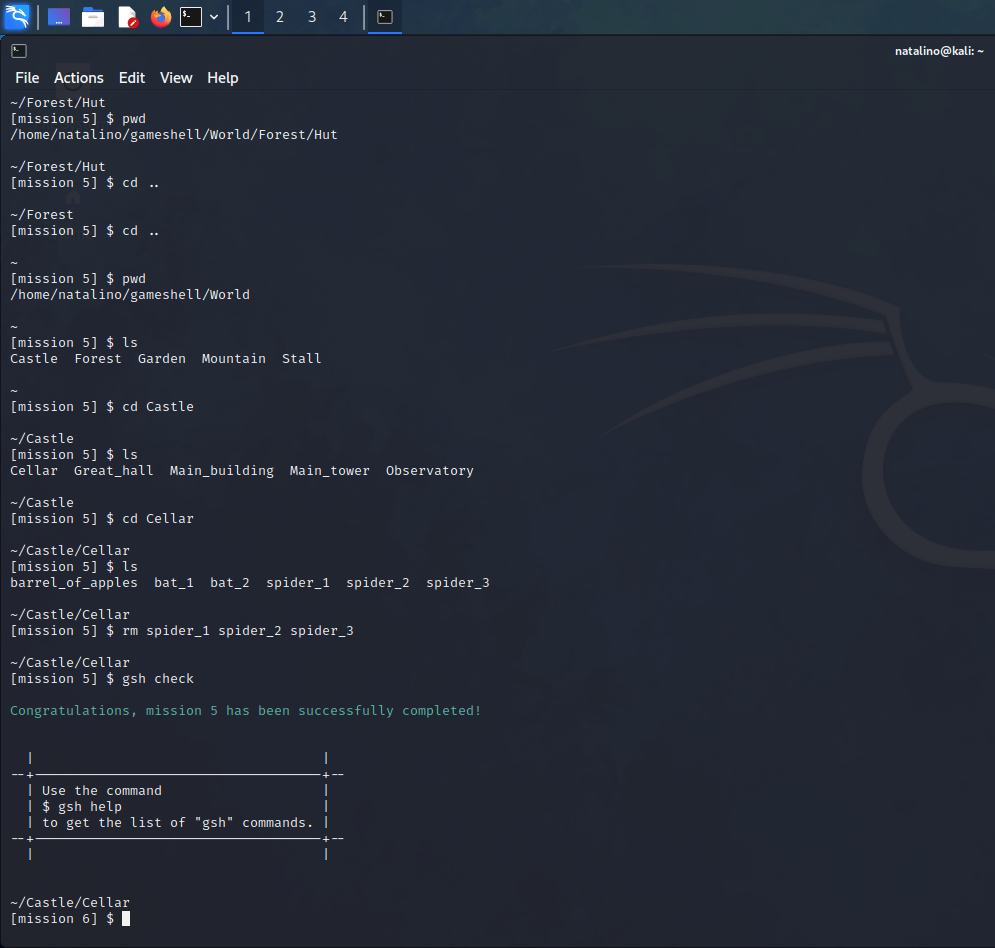 1 2 3 4
natalino@kali: ~
File Actions Edit View Help
~/Forest/Hut
[mission 5] $ pwd
/home/natalino/gameshell/World/Forest/Hut
~/Forest/Hut
[mission 5] $ cd ..
~/Forest
[mission 5] $ cd ..
~
[mission 5] $ pwd
/home/natalino/gameshell/World
~
[mission 5] $ ls
Castle  Forest  Garden  Mountain  Stall
~
[mission 5] $ cd Castle
~/Castle
[mission 5] $ ls
Cellar  Great_hall  Main_building  Main_tower  Observatory
~/Castle
[mission 5] $ cd Cellar
~/Castle/Cellar
[mission 5] $ ls
barrel_of_apples  bat_1  bat_2  spider_1  spider_2  spider_3
~/Castle/Cellar
[mission 5] $ rm spider_1 spider_2 spider_3
~/Castle/Cellar
[mission 5] $ gsh check
Congratulations, mission 5 has been successfully completed!
Use the command
$ gsh help
to get the list of "gsh" commands.
~/Castle/Cellar
[mission 6] $